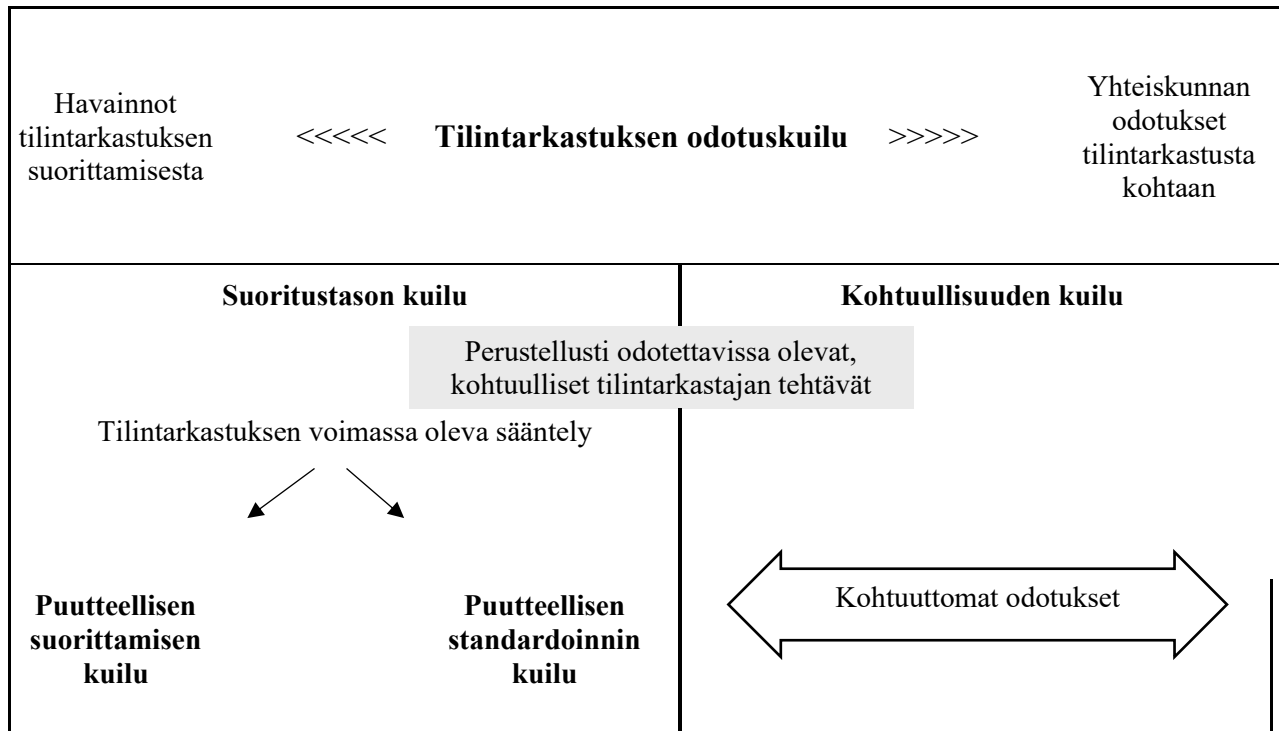 Havainnot
tilintarkastuksen
suorittamisesta
<<<<< Tilintarkastuksen odotuskuilu >>>>>
Yhteiskunnan
odotukset
tilintarkastusta
kohtaan
Suoritustason kuilu
Kohtuullisuuden kuilu
Perustellusti odotettavissa olevat,
kohtuulliset tilintarkastajan tehtävät
Tilintarkastuksen voimassa oleva sääntely
Puutteellisen
suorittamisen
kuilu
Puutteellisen
standardoinnin
kuilu
Kohtuuttomat odotukset